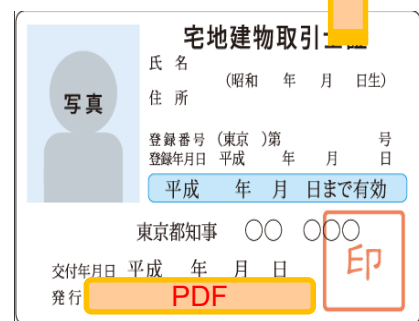 宅地建物取引士証
氏 名
(昭和 年 月 日生)
住 所
写真
登録番号 (東京 )第 号
登録年月日 平成 年 月 日
平成 年 月 日まで有効
東京都知事 ○○ ○○○
印
交付年月日 平成 年 月 日
発行
PDF